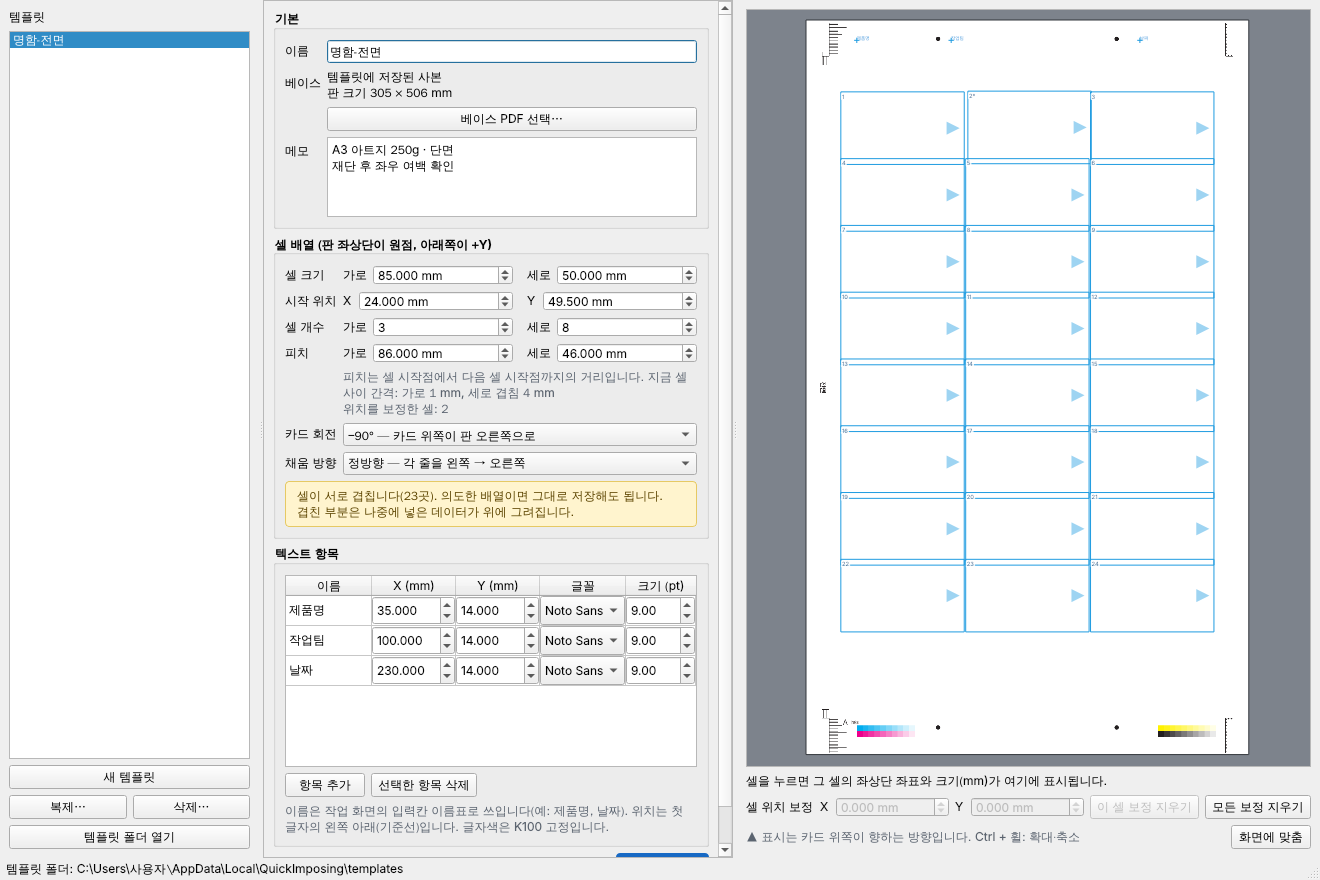 템플릿
명함-전면
새 템플릿
복제…
삭제…
템플릿 폴더 열기
템플릿 폴더: C:\Users\사용자\AppData\Local\QuickImposing\templates
기본
이름 명함-전면
베이스 템플릿에 저장된 사본
판 크기 305 × 506 mm
베이스 PDF 선택…
메모 A3 아트지 250g · 단면
재단 후 좌우 여백 확인
셀 배열 (판 좌상단이 원점, 아래쪽이 +Y)
셀 크기 가로 85.000 mm 세로 50.000 mm
시작 위치 X 24.000 mm Y 49.500 mm
셀 개수 가로 3 세로 8
피치 가로 86.000 mm 세로 46.000 mm
피치는 셀 시작점에서 다음 셀 시작점까지의 거리입니다. 지금 셀
사이 간격: 가로 1 mm, 세로 겹침 4 mm
위치를 보정한 셀: 2
카드 회전 −90° — 카드 위쪽이 판 오른쪽으로
채움 방향 정방향 — 각 줄을 왼쪽 → 오른쪽
셀이 서로 겹칩니다(23곳). 의도한 배열이면 그대로 저장해도 됩니다.
겹친 부분은 나중에 넣은 데이터가 위에 그려집니다.
텍스트 항목
이름 X (mm) Y (mm) 글꼴 크기 (pt)
제품명 35.000 14.000 Noto Sans 9.00
작업팀 100.000 14.000 Noto Sans 9.00
날짜 230.000 14.000 Noto Sans 9.00
항목 추가
선택한 항목 삭제
이름은 작업 화면의 입력칸 이름표로 쓰입니다(예: 제품명, 날짜). 위치는 첫
글자의 왼쪽 아래(기준선)입니다. 글자색은 K100 고정입니다.
1 2* 3
4 5 6
7 8 9
10 11 12
13 14 15
16 17 18
19 20 21
22 23 24
A
셀을 누르면 그 셀의 좌상단 좌표와 크기(mm)가 여기에 표시됩니다.
셀 위치 보정 X 0.000 mm Y 0.000 mm 이 셀 보정 지우기 모든 보정 지우기
▲ 표시는 카드 위쪽이 향하는 방향입니다. Ctrl + 휠: 확대·축소
화면에 맞춤